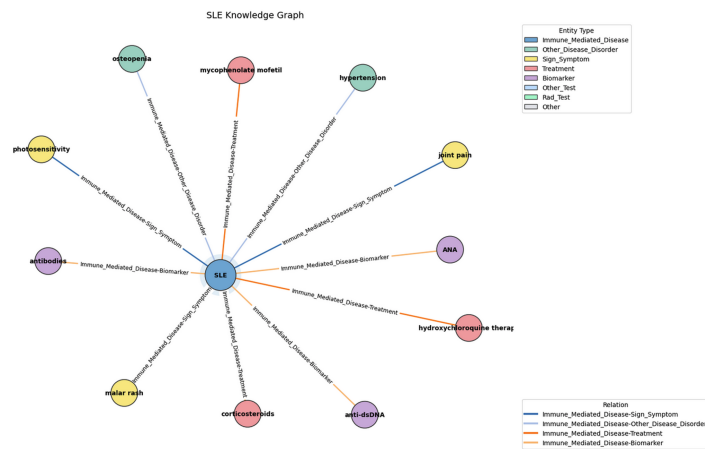 SLE Knowledge Graph
Entity Type
Immune_Mediated_Disease
Other_Disease_Disorder
Sign_Symptom
Treatment
Biomarker
Other_Test
Rad_Test
Other
osteopenia
mycophenolate mofetil
hypertension
photosensitivity
joint pain
antibodies
ANA
SLE
hydroxychloroquine therap
malar rash
corticosteroids
anti-dsDNA
Immune_Mediated_Disease-Other_Disease_Disorder
Immune_Mediated_Disease-Treatment
Immune_Mediated_Disease-Other_Disease_Disorder
Immune_Mediated_Disease-Sign_Symptom
Immune_Mediated_Disease-Sign_Symptom
Immune_Mediated_Disease-Biomarker
Immune_Mediated_Disease-Biomarker
Immune_Mediated_Disease-Treatment
Immune_Mediated_Disease-Sign_Symptom
Immune_Mediated_Disease-Treatment
Immune_Mediated_Disease-Biomarker
Relation
Immune_Mediated_Disease-Sign_Symptom
Immune_Mediated_Disease-Other_Disease_Disorder
Immune_Mediated_Disease-Treatment
Immune_Mediated_Disease-Biomarker